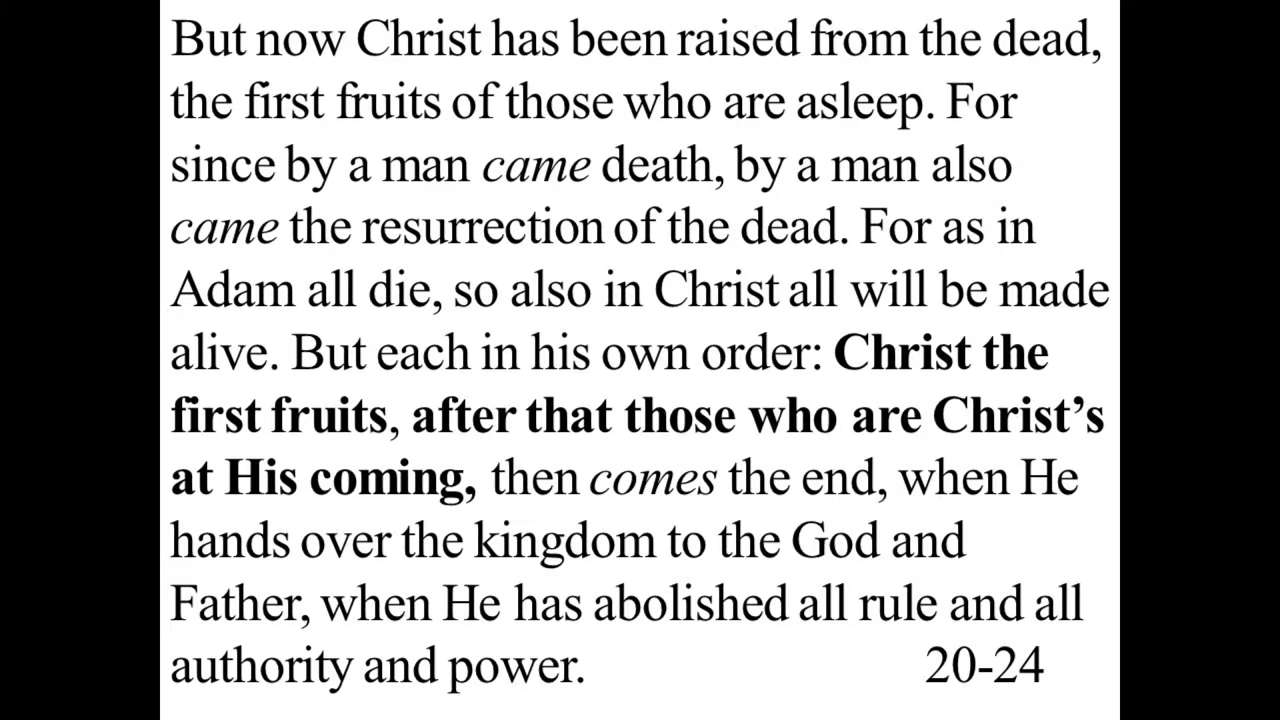 But now Christ has been raised from the dead,
the first fruits of those who are asleep. For
since by a man came death, by a man also
came the resurrection of the dead. For as in
Adam all die, so also in Christ all will be made
alive. But each in his own order: Christ the
first fruits, after that those who are Christ’s
at His coming, then comes the end, when He
hands over the kingdom to the God and
Father, when He has abolished all rule and all
authority and power. 20-24